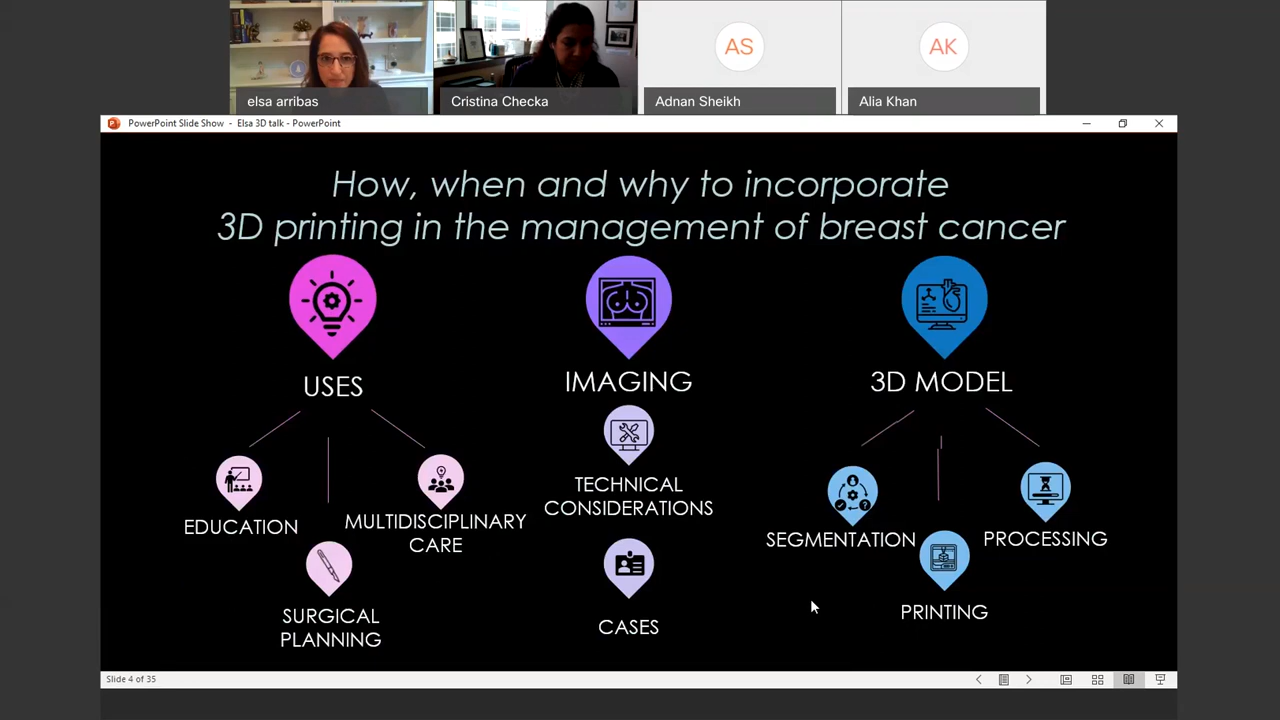 elsa arribas
Cristina Checka
AS
Adnan Sheikh
AK
Alia Khan
PowerPoint Slide Show - Elsa 3D talk - PowerPoint
How, when and why to incorporate
3D printing in the management of breast cancer
USES
IMAGING
3D MODEL
EDUCATION
MULTIDISCIPLINARY
CARE
SURGICAL
PLANNING
TECHNICAL
CONSIDERATIONS
CASES
SEGMENTATION
PROCESSING
PRINTING
Slide 4 of 35